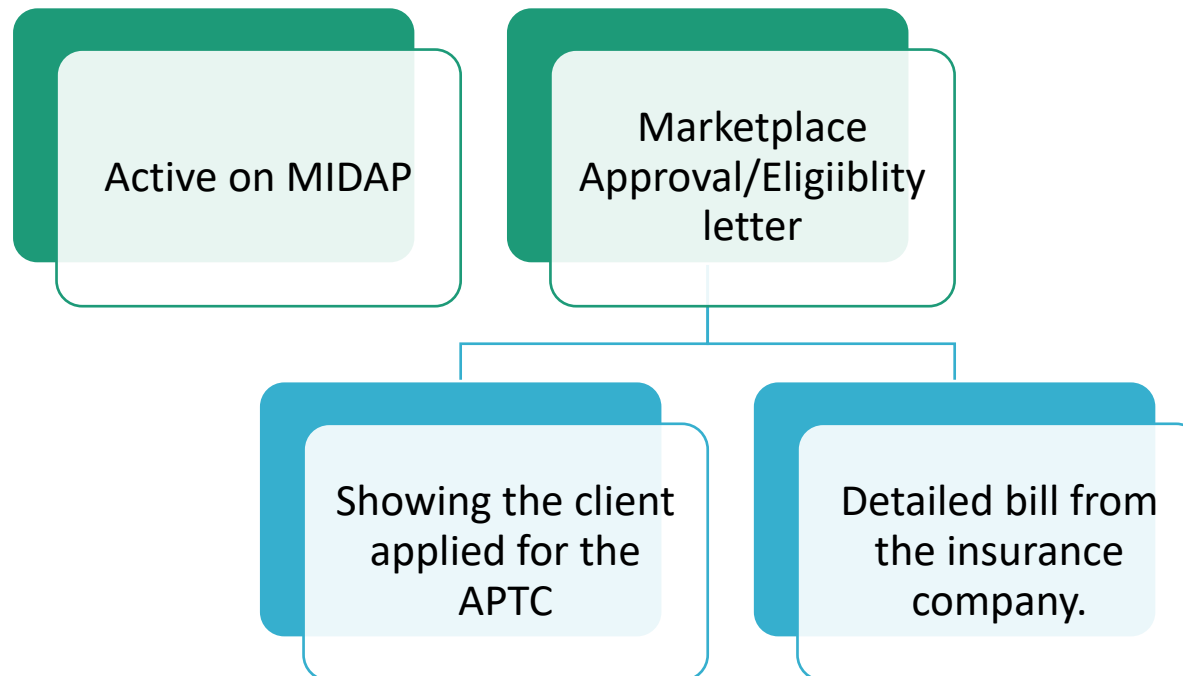 Active on MIDAP
Marketplace
Approval/Eligiiblity
letter
Showing the client
applied for the
APTC
Detailed bill from
the insurance
company.